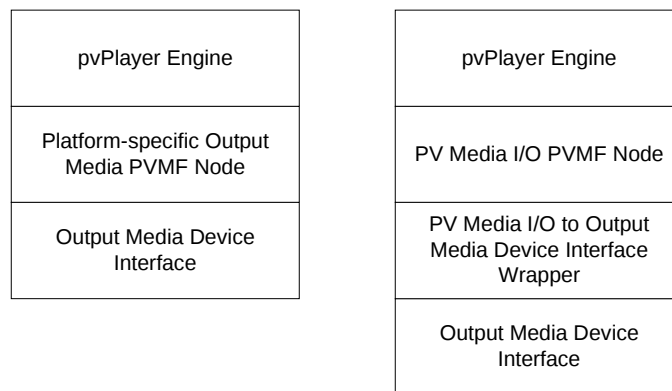 pvPlayer Engine
Platform-specific Output
Media PVMF Node
Output Media Device
Interface
pvPlayer Engine
PV Media I/O PVMF Node
PV Media I/O to Output
Media Device Interface
Wrapper
Output Media Device
Interface